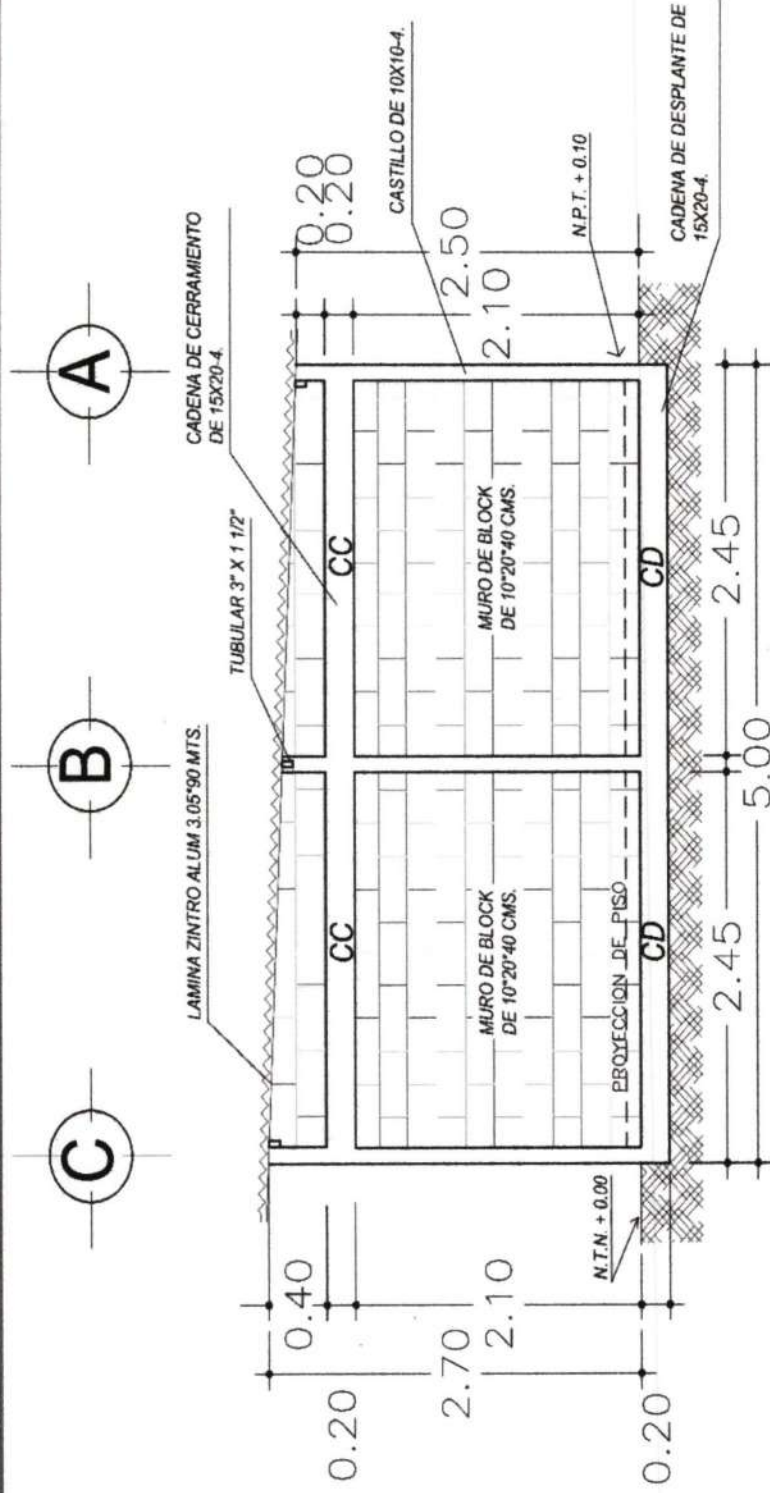 C
B
A
LAMINA ZINTRO ALUM 3.05*90 MTS.
TUBULAR 3" X 1 1/2"
CADENA DE CERRAMIENTO
DE 15X20-4.
CASTILLO DE 10X10-4.
N.P.T. + 0.10
CADENA DE DESPLANTE DE
15X20-4.
0.20
0.20
2.50
2.10
CC
CC
MURO DE BLOCK
DE 10*20*40 CMS.
MURO DE BLOCK
DE 10*20*40 CMS.
PROYECCION DE PISO
CD
CD
N.T.N. + 0.00
0.40
0.20
2.70
2.10
0.20
2.45
2.45
5.00